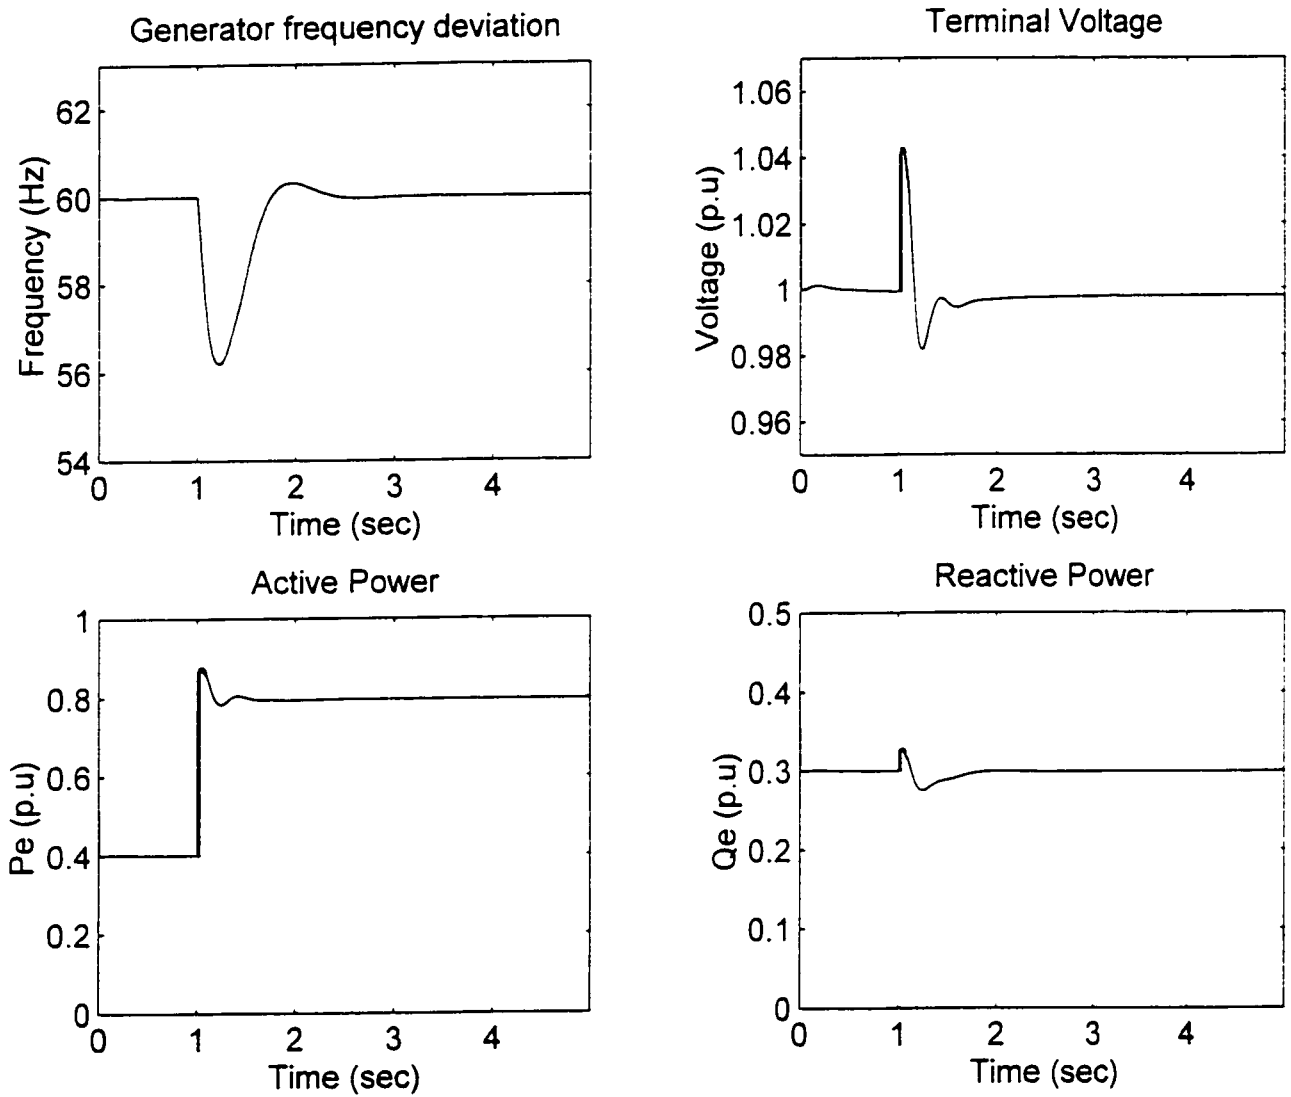 Generator frequency deviation
62
60
58
56
54
Frequency (Hz)
0 1 2 3 4
Time (sec)
Terminal Voltage
1.06
1.04
1.02
1
0.98
0.96
Voltage (p.u)
0 1 2 3 4
Time (sec)
Active Power
1
0.8
0.6
0.4
0.2
0
Pe (p.u)
0 1 2 3 4
Time (sec)
Reactive Power
0.5
0.4
0.3
0.2
0.1
0
Qe (p.u)
0 1 2 3 4
Time (sec)